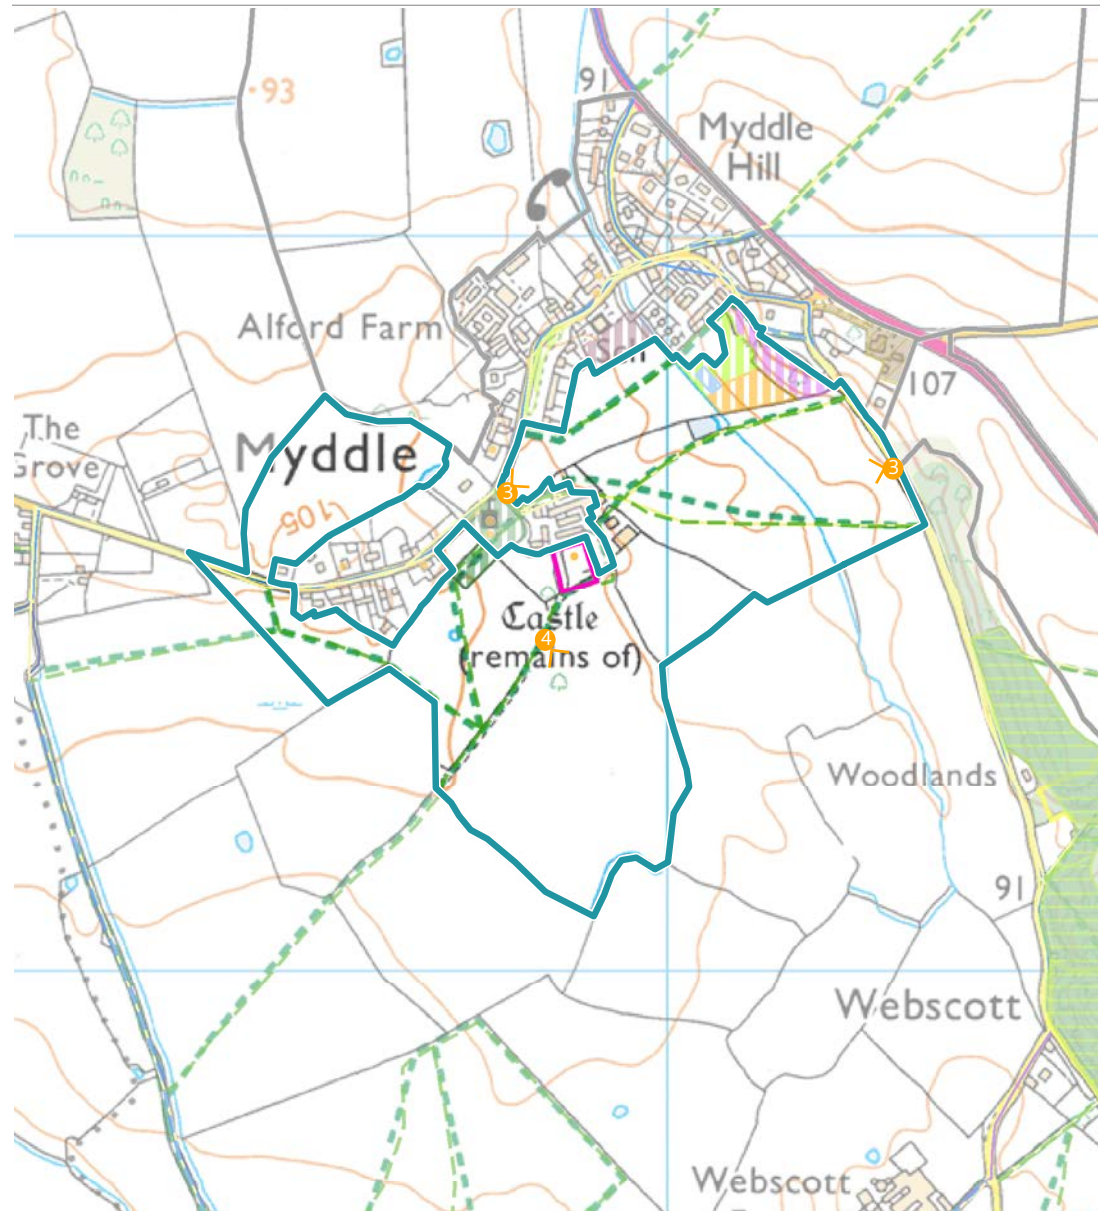 93
91
Myddle
Hill
Alford Farm
107
The
Grove
Myddle
Sch
3
3
105
Castle
(remains of)
4
Woodlands
91
Webscott
Webscott